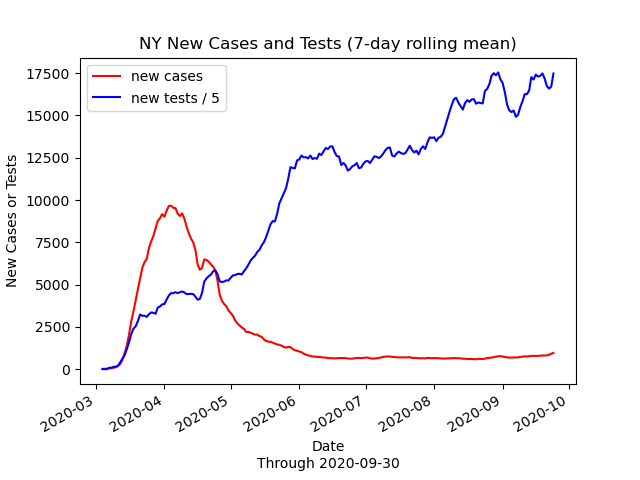 NY New Cases and Tests (7-day rolling mean)
new cases
new tests / 5
17500
15000
12500
10000
7500
5000
2500
0
New Cases or Tests
2020-03
2020-04
2020-05
2020-06
2020-07
2020-08
2020-09
2020-10
Date
Through 2020-09-30